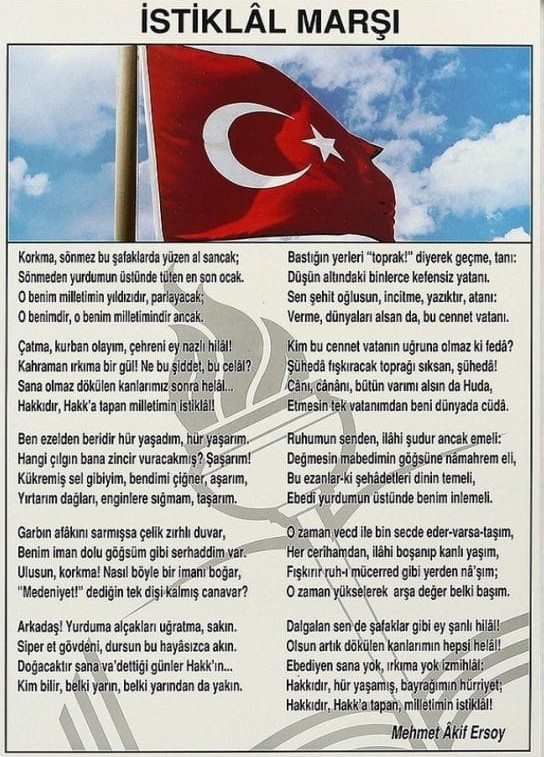 İSTİKLÂL MARŞI
Korkma, sönmez bu şafaklarda yüzen al sancak;
Sönmeden yurdumun üstünde tüten en son ocak.
O benim milletimin yıldızıdır, parlayacak;
O benimdir, o benim milletimindir ancak.
Çatma, kurban olayım, çehreni ey nazlı hilâl!
Kahraman ırkıma bir gül! Ne bu şiddet, bu celâl?
Sana olmaz dökülen kanlarımız sonra helâl...
Hakkıdır, Hakk'a tapan milletimin istiklâl!
Ben ezelden beridir hür yaşadım, hür yaşarım.
Hangi çılgın bana zincir vuracakmış? Şaşarım!
Kükremiş sel gibiyim, bendimi çiğner, aşarım,
Yırtarım dağları, enginlere sığmam, taşarım.
Garbın afâkını sarmışsa çelik zırhlı duvar,
Benim iman dolu göğsüm gibi serhaddim var.
Ulusun, korkma! Nasıl böyle bir imanı boğar,
"Medeniyet!" dediğin tek dişi kalmış canavar?
Arkadaş! Yurduma alçakları uğratma, sakın.
Siper et gövdeni, dursun bu hayâsızca akın.
Doğacaktır sana va'dettiği günler Hakk'ın...
Kim bilir, belki yarın, belki yarından da yakın.
Bastığın yerleri "toprak!" diyerek geçme, tanı:
Düşün altındaki binlerce kefensiz yatanı.
Sen şehit oğlusun, incitme, yazıktır, atanı:
Verme, dünyaları alsan da, bu cennet vatanı.
Kim bu cennet vatanın uğruna olmaz ki fedâ?
Şühedâ fışkıracak toprağı sıksan, şühedâ!
Cânı, cânânı, bütün varımı alsın da Huda,
Etmesin tek vatanımdan beni dünyada cüdâ.
Ruhumun senden, ilâhi şudur ancak emeli:
Değmesin mabedimin göğsüne nâmahrem eli,
Bu ezanlar-ki şehâdetleri dinin temeli,
Ebedi yurdumun üstünde benim inlemeli.
O zaman vecd ile bin secde eder-varsa-taşım,
Her cerihamdan, ilâhi boşanıp kanlı yaşım,
Fışkırır ruh-ı mücerred gibi yerden nâ'şım;
O zaman yükselerek arşa değer belki başım.
Dalgalan sen de şafaklar gibi ey şanlı hilâl!
Olsun artık dökülen kanlarımın hepsi helâl!
Ebediyen sana yok, ırkıma yok izmihlâl:
Hakkıdır, hür yaşamış, bayrağımın hürriyet;
Hakkıdır, Hakk'a tapan, milletimin istiklâl!
Mehmet Âkif Ersoy